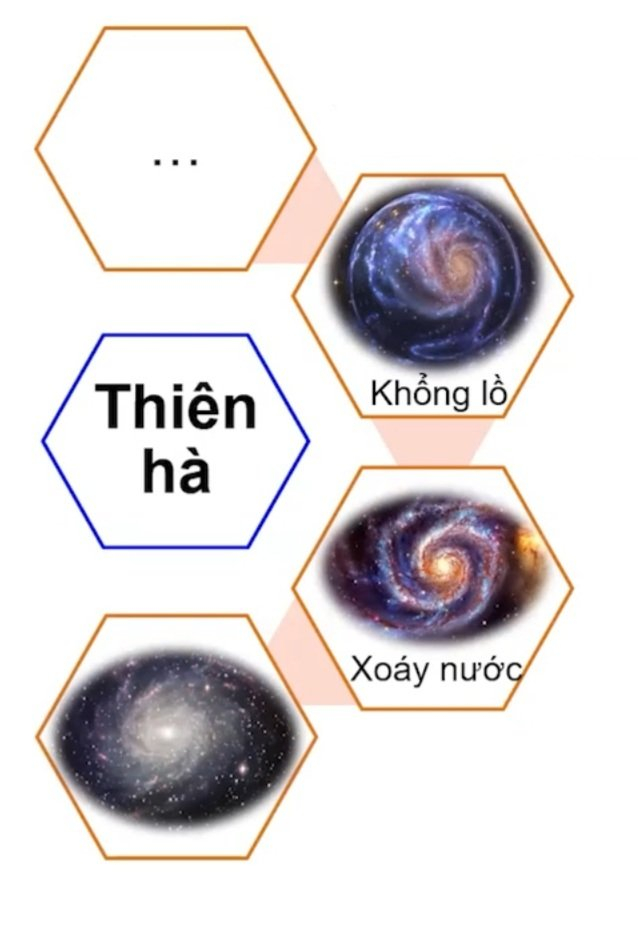 ...
Khổng lồ
Thiên
hà
Xoáy nước